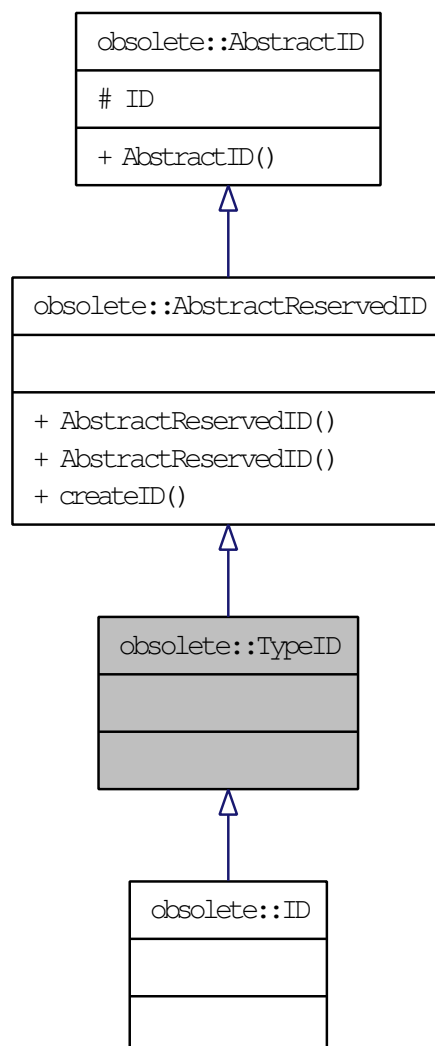 obsolete::AbstractID
# ID
+ AbstractID()
obsolete::AbstractReservedID
+ AbstractReservedID()
+ AbstractReservedID()
+ createID()
obsolete::TypeID
obsolete::ID